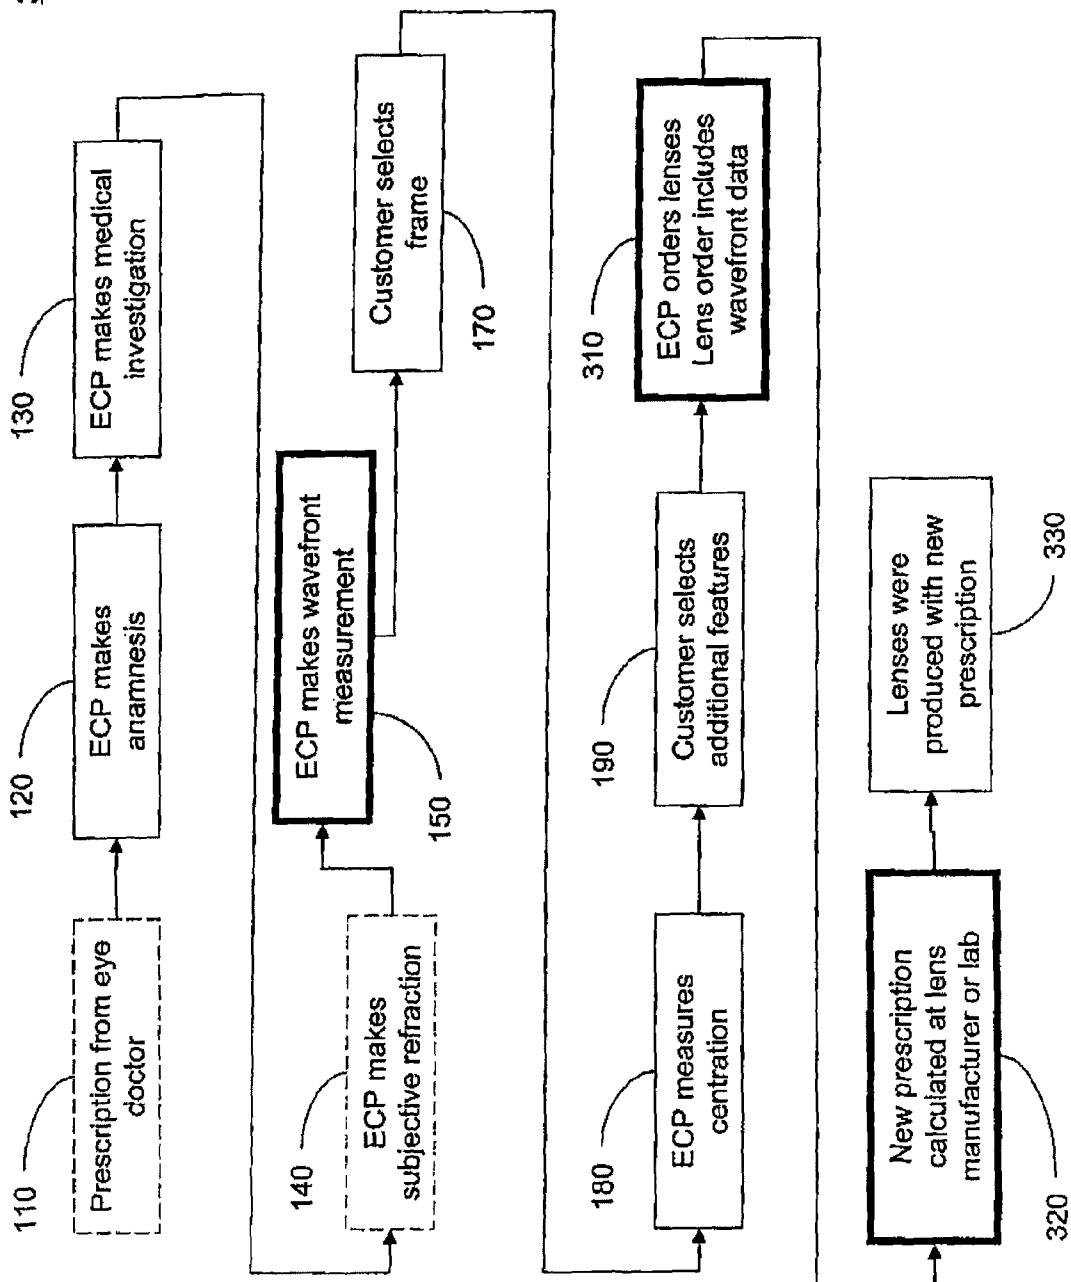 110
Prescription from eye
doctor
120
ECP makes
anamnesis
130
ECP makes medical
investigation
140
ECP makes
subjective refraction
150
ECP makes wavefront
measurement
170
Customer selects
frame
180
ECP measures
centration
190
Customer selects
additional features
310
ECP orders lenses
Lens order includes
wavefront data
320
New prescription
calculated at lens
manufacturer or lab
330
Lenses were
produced with new
prescription